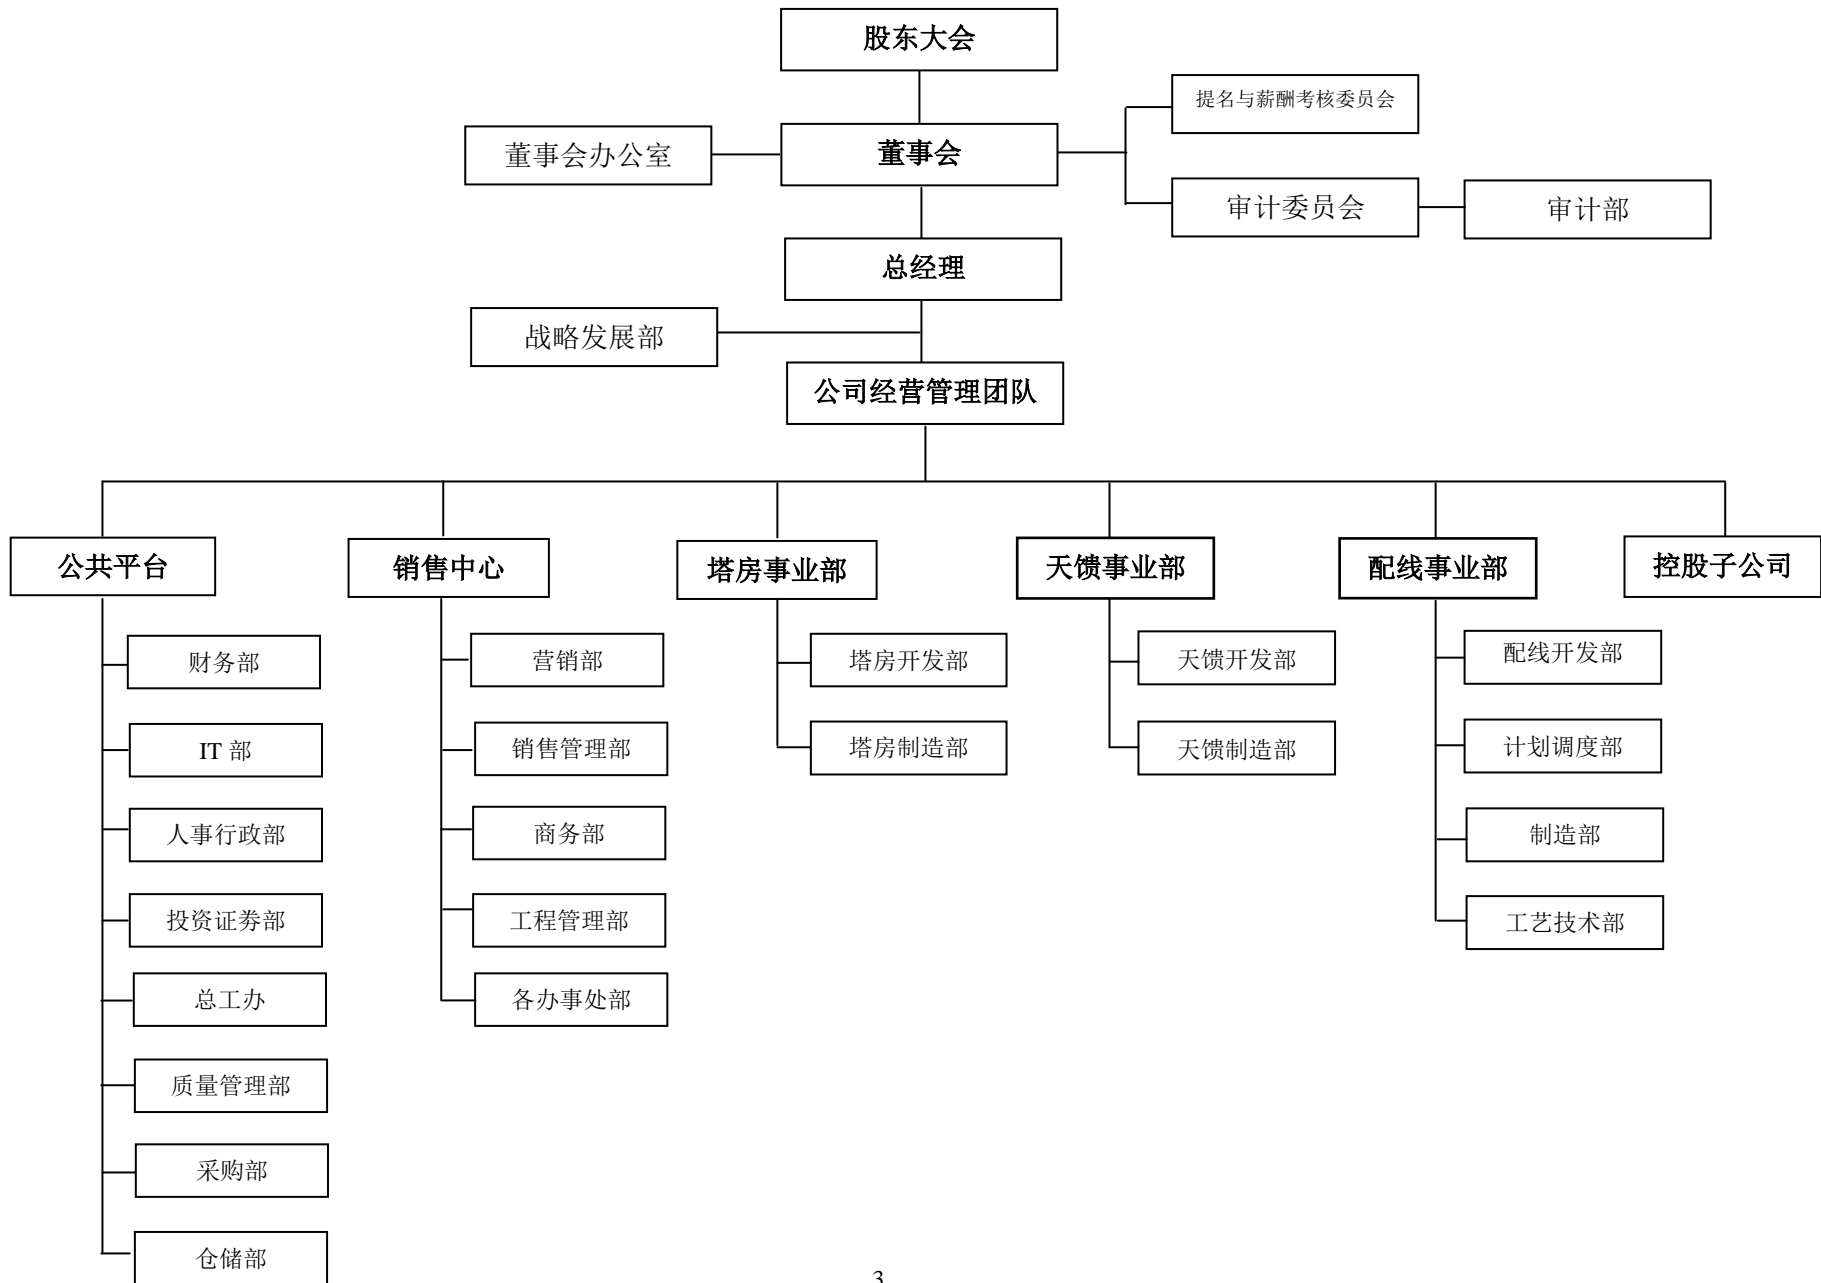 股东大会
提名与薪酬考核委员会
董事会办公室
董事会
审计委员会
审计部
总经理
战略发展部
公司经营管理团队
公共平台
销售中心
塔房事业部
天馈事业部
配线事业部
控股子公司
财务部
营销部
塔房开发部
天馈开发部
配线开发部
IT 部
销售管理部
塔房制造部
天馈制造部
计划调度部
人事行政部
商务部
制造部
投资证券部
工程管理部
工艺技术部
总工办
各办事处部
质量管理部
采购部
仓储部
3